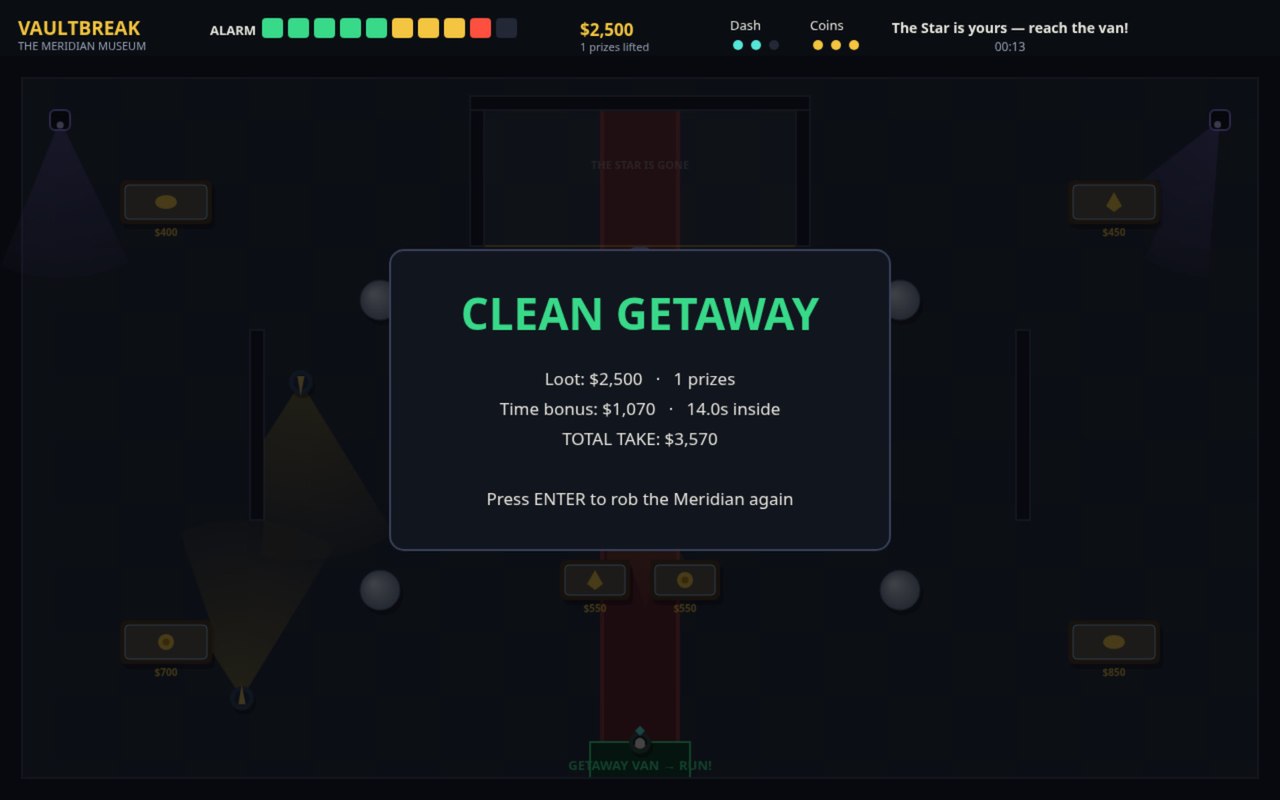 VAULTBREAK
THE MERIDIAN MUSEUM
ALARM
$2,500
1 prizes lifted
Dash
Coins
The Star is yours — reach the van!
00:13
THE STAR IS GONE
$400
$450
CLEAN GETAWAY
Loot: $2,500 · 1 prizes
Time bonus: $1,070 · 14.0s inside
TOTAL TAKE: $3,570
Press ENTER to rob the Meridian again
$550
$550
$700
$850
GETAWAY VAN → RUN!